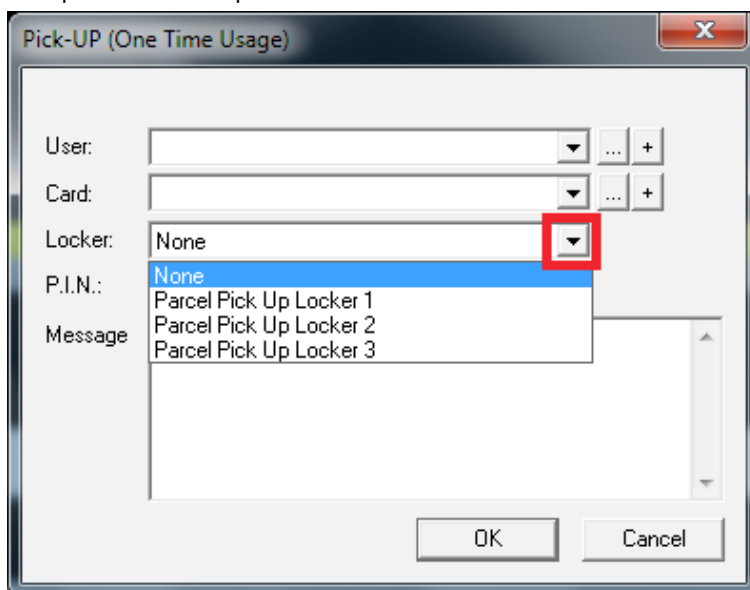 Pick-UP (One Time Usage)
User:
... +
Card:
... +
Locker: None
P.I.N.: None
Parcel Pick Up Locker 1
Message Parcel Pick Up Locker 2
Parcel Pick Up Locker 3
OK Cancel